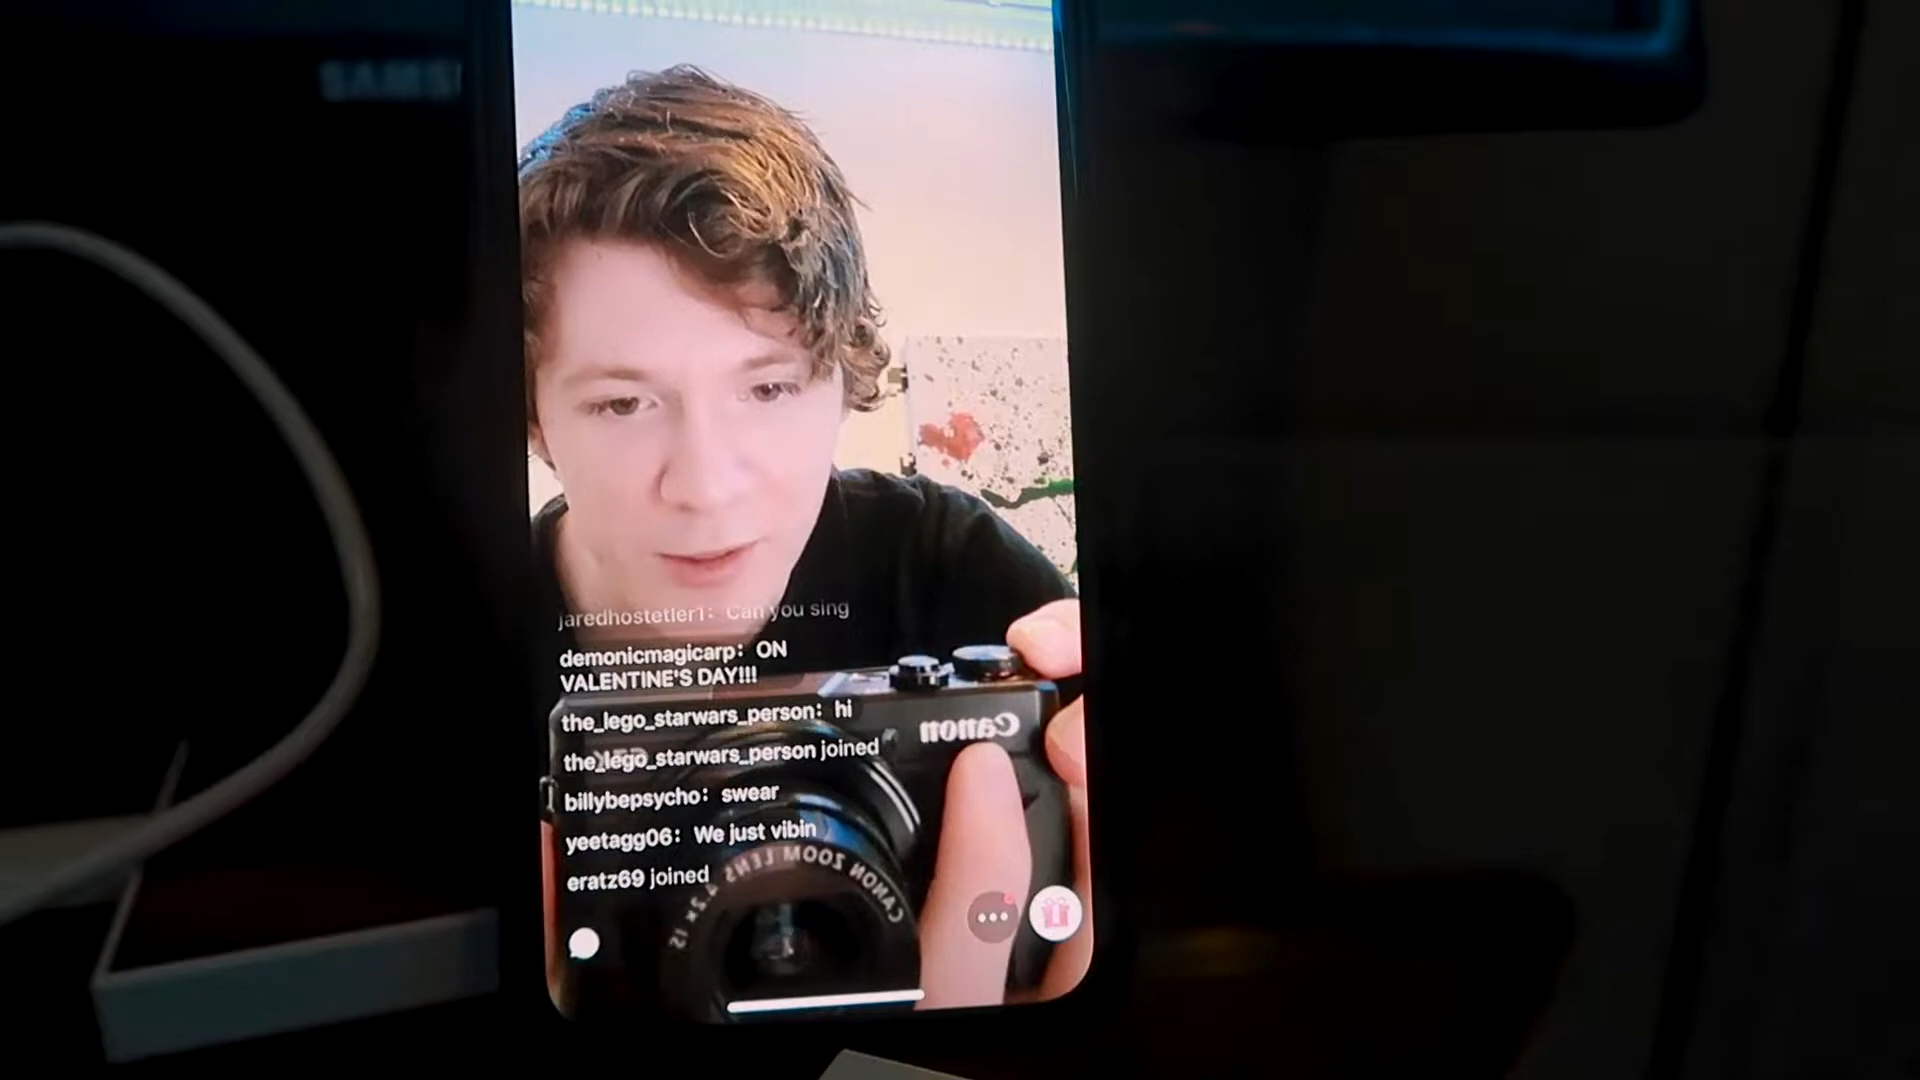 SAMS
jaredhostetler1: Can you sing
demonicmagicarp: ON
VALENTINE'S DAY!!!
the_lego_starwars_person: hi
Canon
the_lego_starwars_person joined
billybepsycho: swear
yeetagg06: We just vibin
eratz69 joined
CANON ZOOM LENS 4.2x IS